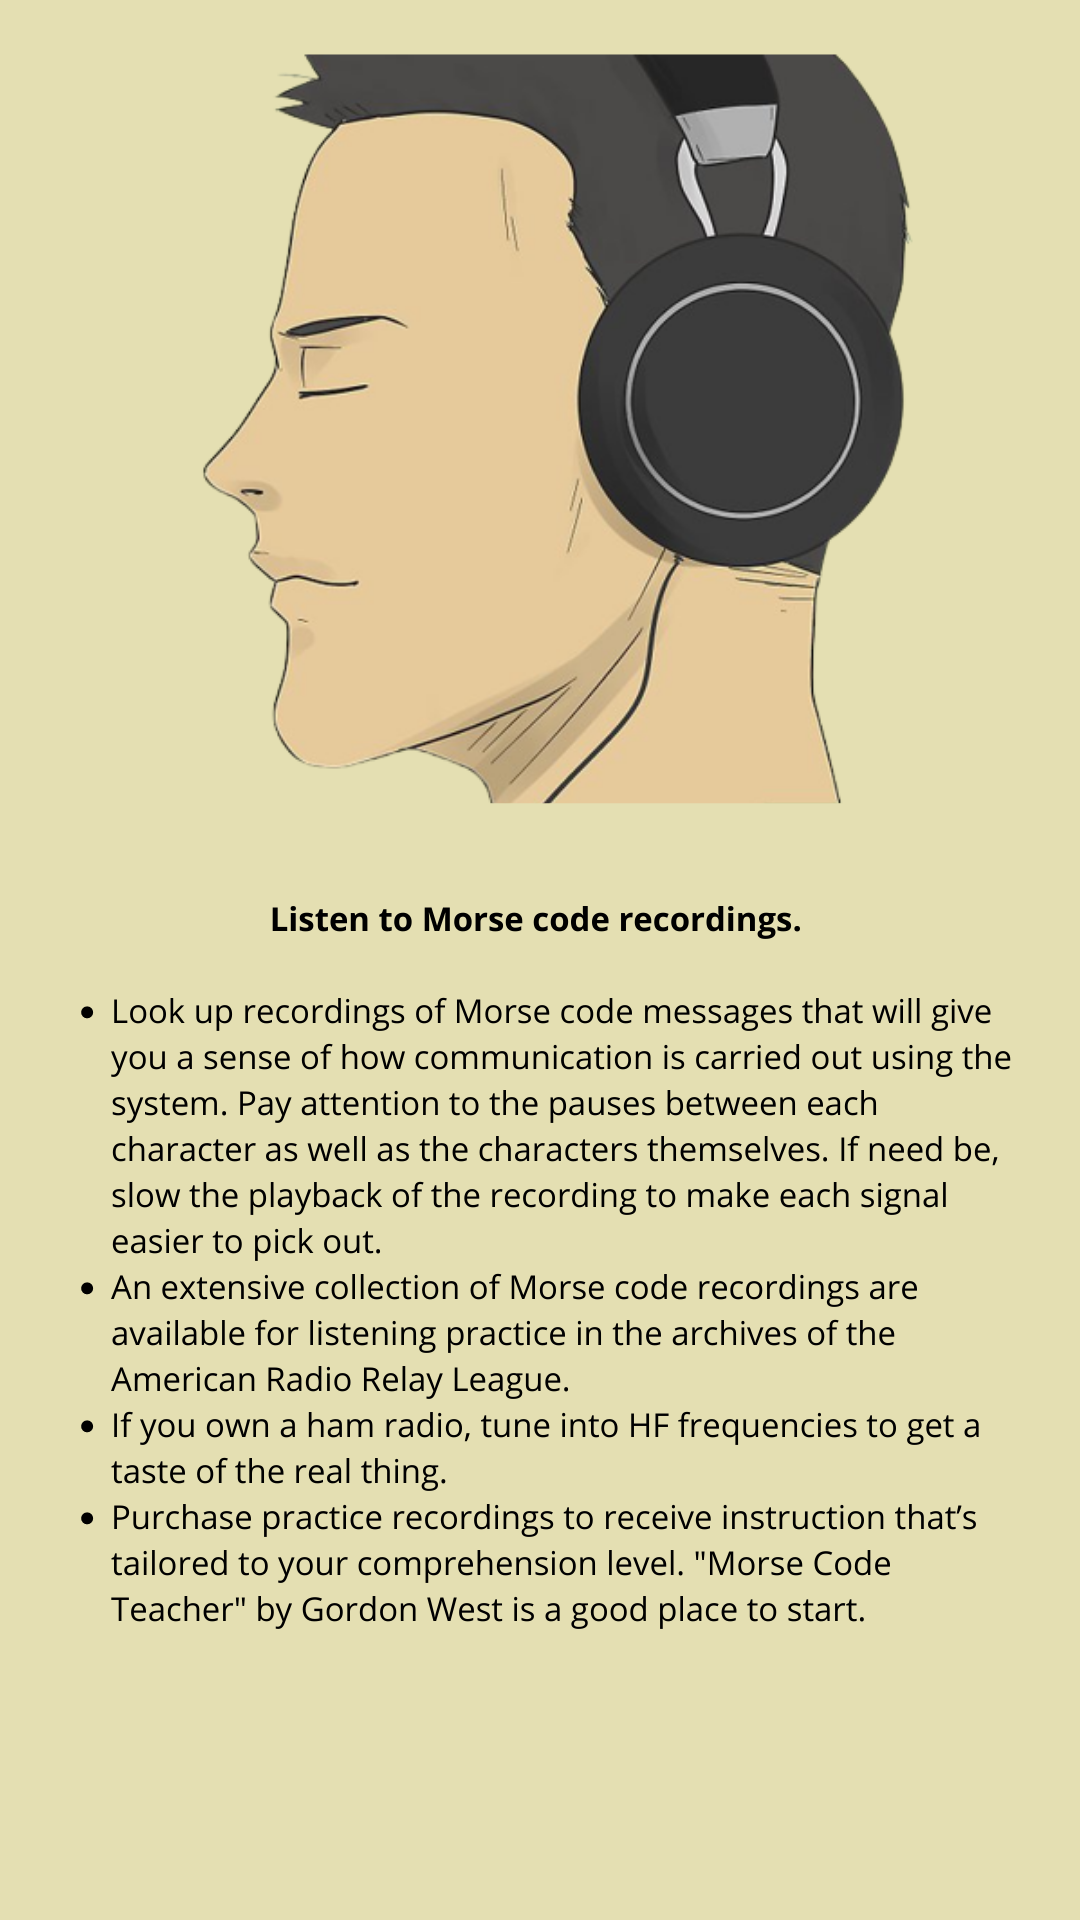 Listen to Morse code recordings.
• Look up recordings of Morse code messages that will give
you a sense of how communication is carried out using the
system. Pay attention to the pauses between each
character as well as the characters themselves. If need be,
slow the playback of the recording to make each signal
easier to pick out.
• An extensive collection of Morse code recordings are
available for listening practice in the archives of the
American Radio Relay League.
• If you own a ham radio, tune into HF frequencies to get a
taste of the real thing.
• Purchase practice recordings to receive instruction that’s
tailored to your comprehension level. "Morse Code
Teacher" by Gordon West is a good place to start.